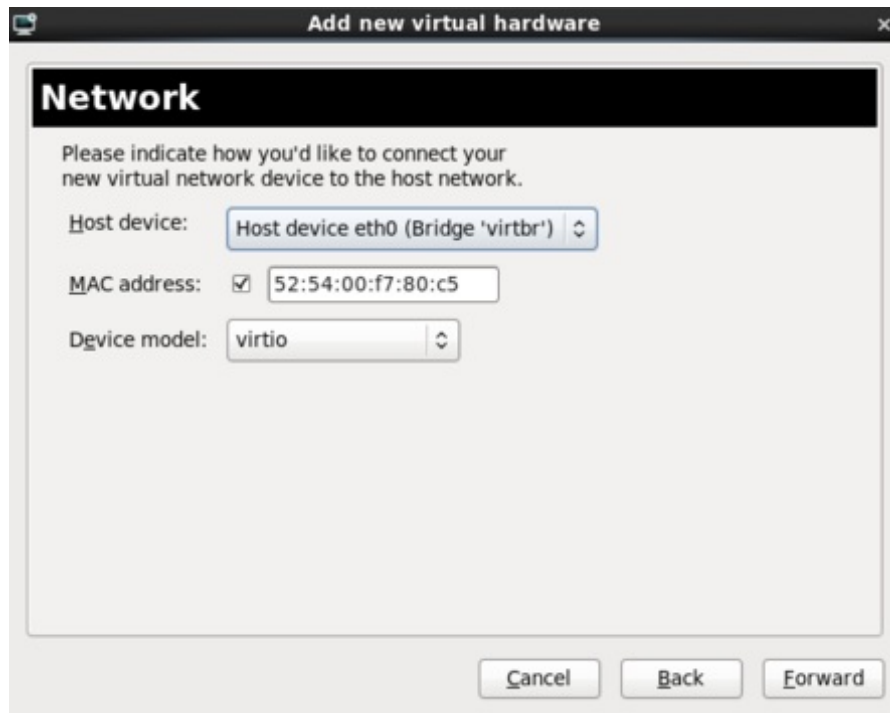 Add new virtual hardware
Network
Please indicate how you'd like to connect your
new virtual network device to the host network.
Host device: Host device eth0 (Bridge 'virtbr')
MAC address: 52:54:00:f7:80:c5
Device model: virtio
Cancel Back Forward